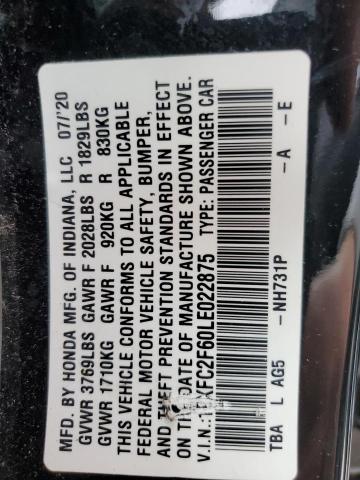 MFD. BY HONDA MFG. OF INDIANA, LLC 07/'20
GVWR 3769LBS GAWR F 2028LBS R 1829LBS
GVWR 1710KG GAWR F 920KG R 830KG
THIS VEHICLE CONFORMS TO ALL APPLICABLE
FEDERAL MOTOR VEHICLE SAFETY, BUMPER,
AND THEFT PREVENTION STANDARDS IN EFFECT
ON THE DATE OF MANUFACTURE SHOWN ABOVE.
V.I.N.: TYPE: PASSENGER CAR
TBA L AG5 -NH731P -A -E